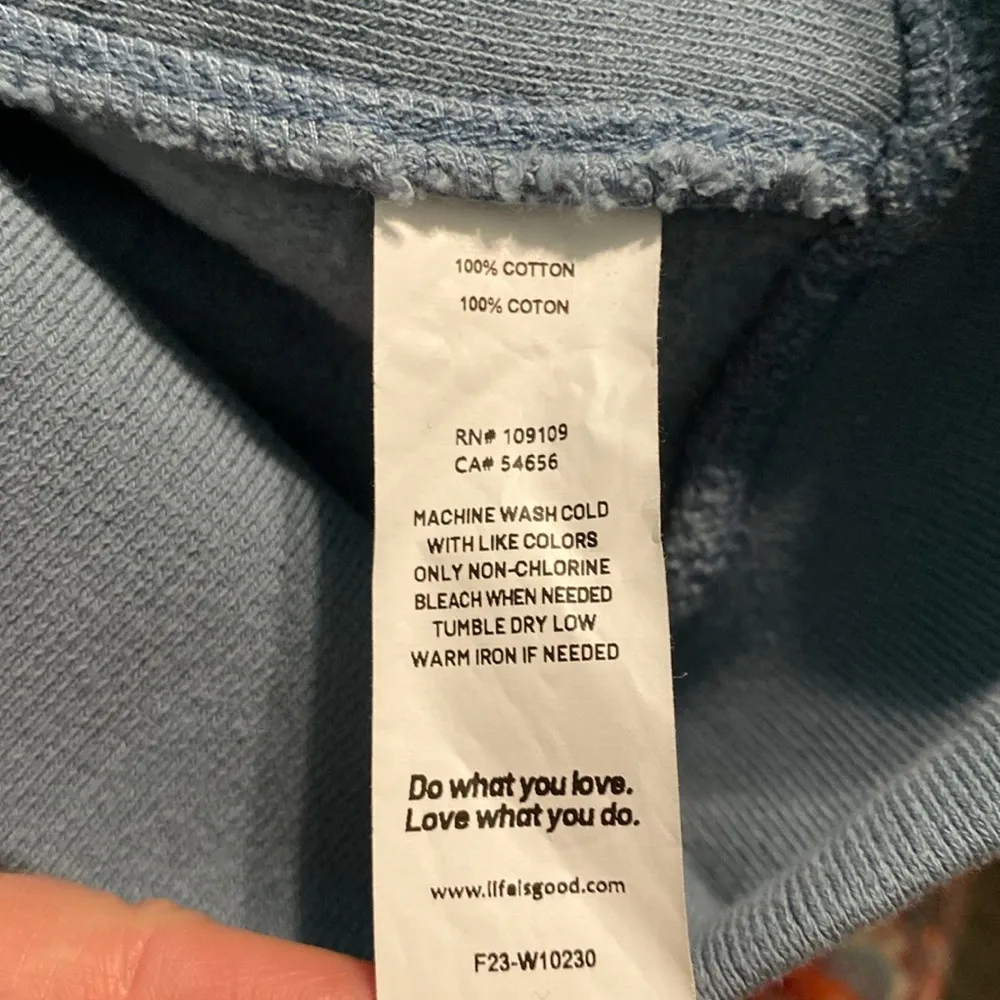 100% COTTON
100% COTON
RN# 109109
CA# 54656
MACHINE WASH COLD
WITH LIKE COLORS
ONLY NON-CHLORINE
BLEACH WHEN NEEDED
TUMBLE DRY LOW
WARM IRON IF NEEDED
Do what you love.
Love what you do.
www.lifeisgood.com
F23-W10230